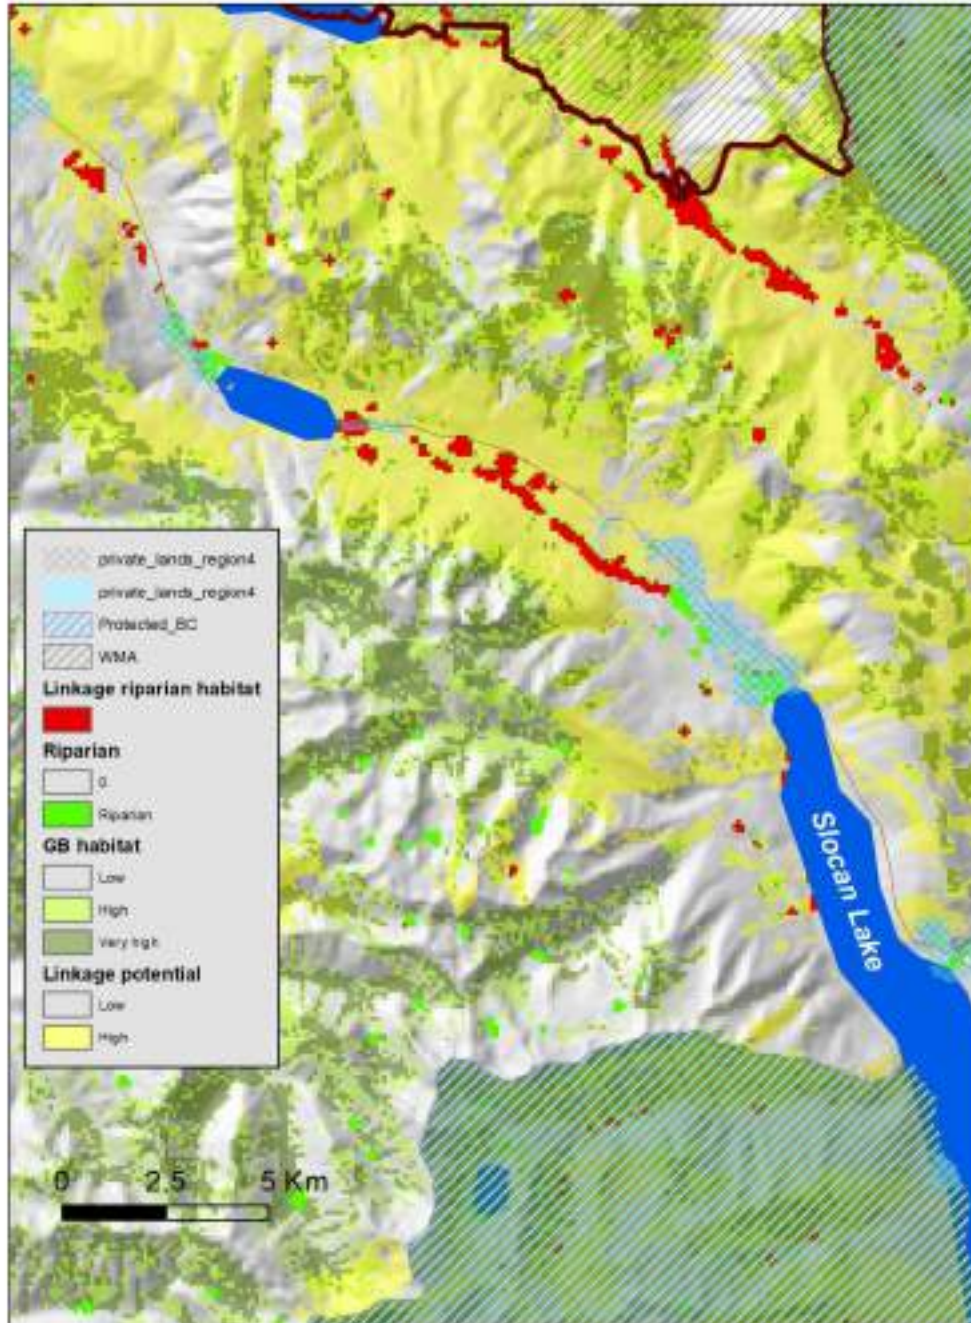 private_lands_region4
private_lands_region4
Protected_BC
WMA
Linkage riparian habitat
Riparian
0
Riparian
GB habitat
Low
High
Very high
Linkage potential
Low
High
Slocan Lake
0 2.5 5 Km